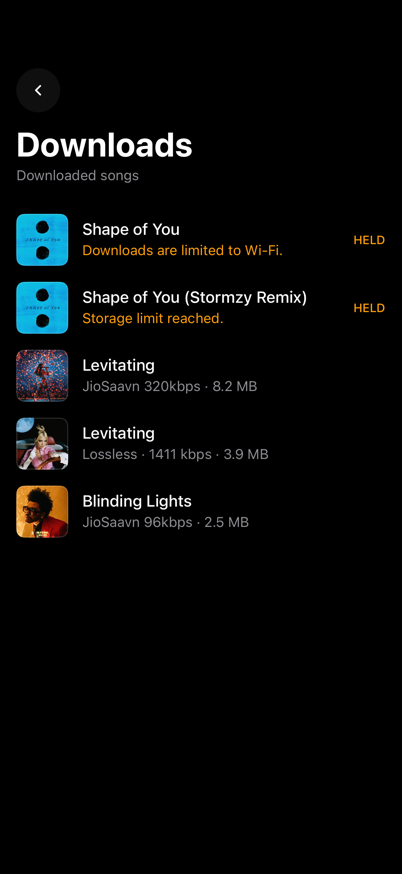 Downloads
Downloaded songs
Shape of You
Downloads are limited to Wi-Fi.
HELD
Shape of You (Stormzy Remix)
Storage limit reached.
HELD
Levitating
JioSaavn 320kbps · 8.2 MB
Levitating
Lossless · 1411 kbps · 3.9 MB
Blinding Lights
JioSaavn 96kbps · 2.5 MB